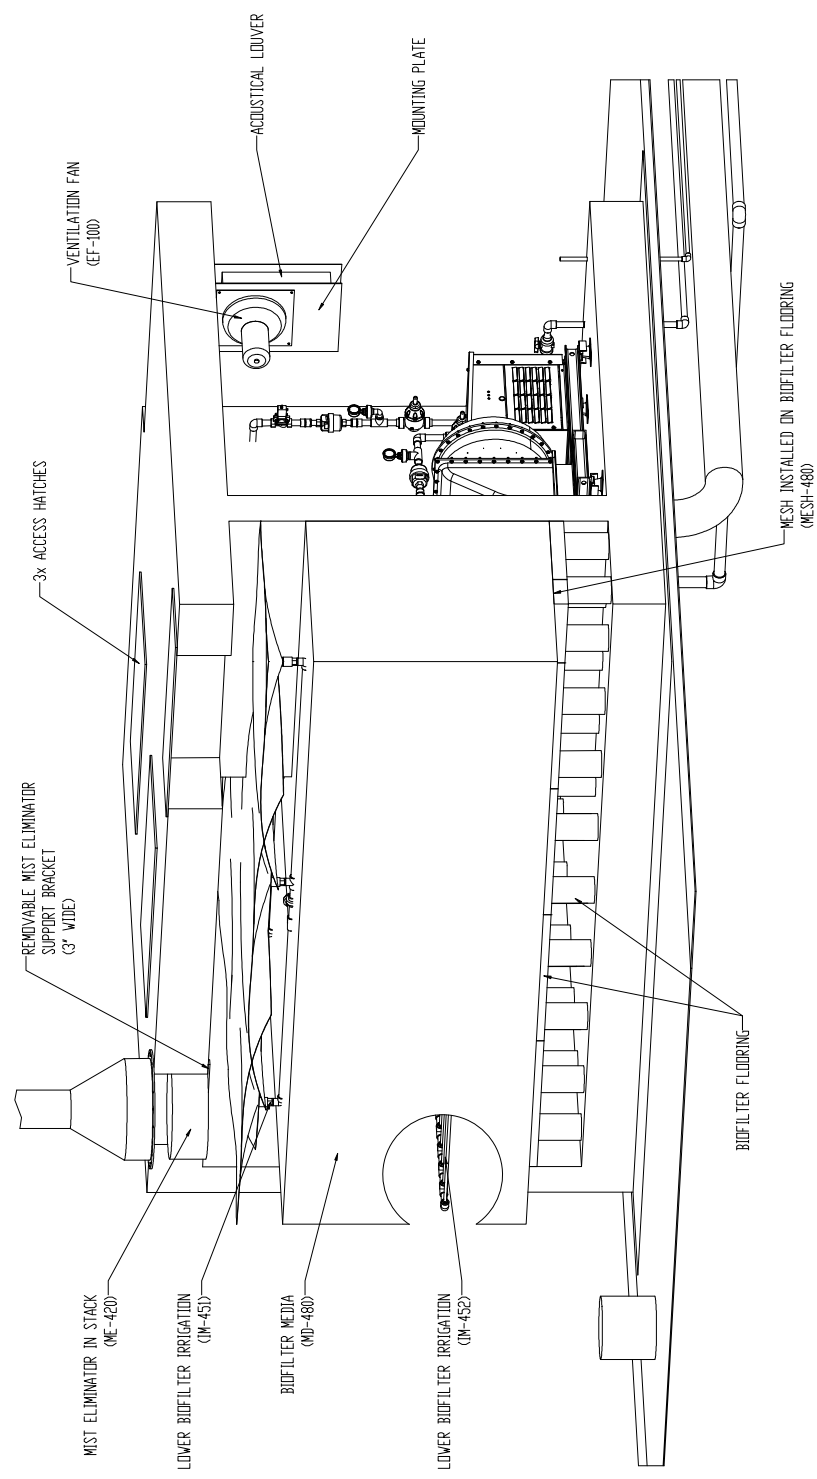 MIST ELIMINATOR IN STACK
(ME-420)
LOWER BIOFILTER IRRIGATION
(IM-451)
BIOFILTER MEDIA
(MD-480)
LOWER BIOFILTER IRRIGATION
(IM-452)
REMOVABLE MIST ELIMINATOR
SUPPORT BRACKET
(3" WIDE)
3x ACCESS HATCHES
VENTILATION FAN
(EF-100)
ACOUSTICAL LOUVER
MOUNTING PLATE
BIOFILTER FLOORING
MESH INSTALLED ON BIOFILTER FLOORING
(MESH-480)